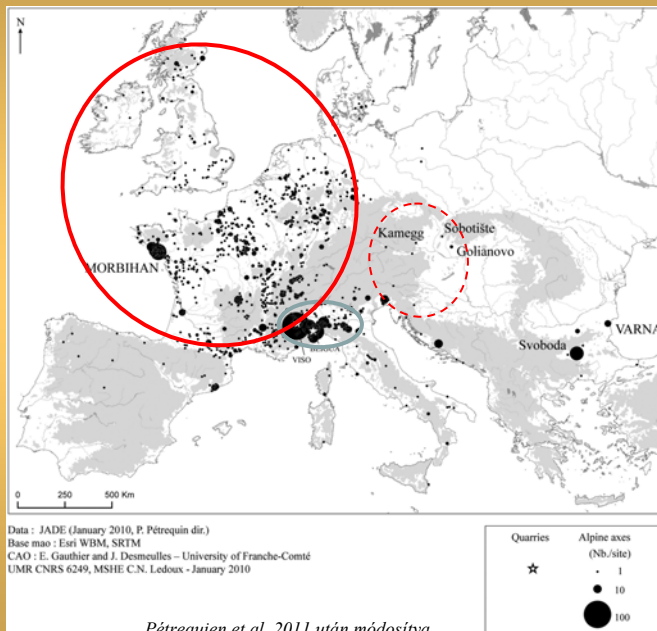 N
Kamegg
Sobotište
Golianovo
MORBIHAN
VARNA
Svoboda
BEIGUA
VISO
0 250 500 Km
Data : JADE (January 2010, P. Pétrequin dir.)
Base mao : Esri WBM, SRTM
CAO : E. Gauthier and J. Desmeulles – University of Franche-Comté
UMR CNRS 6249, MSHE C.N. Ledoux - January 2010
Quarries Alpine axes
(Nb./site)
1
10
100
Pétrequien et al. 2011 után módosítva